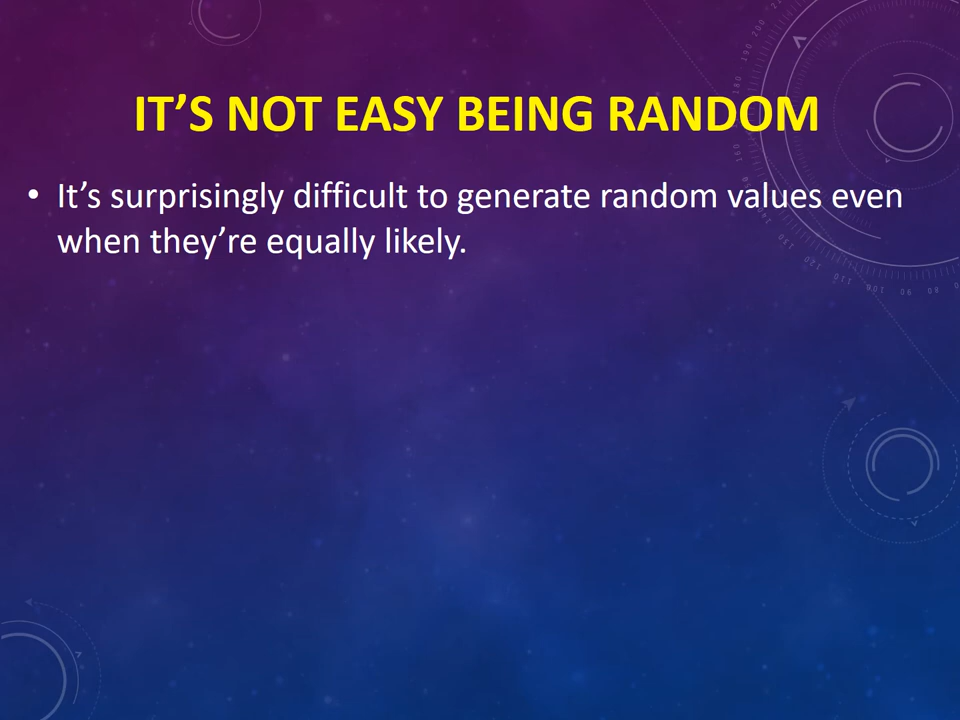 IT’S NOT EASY BEING RANDOM
• It’s surprisingly difficult to generate random values even
when they’re equally likely.